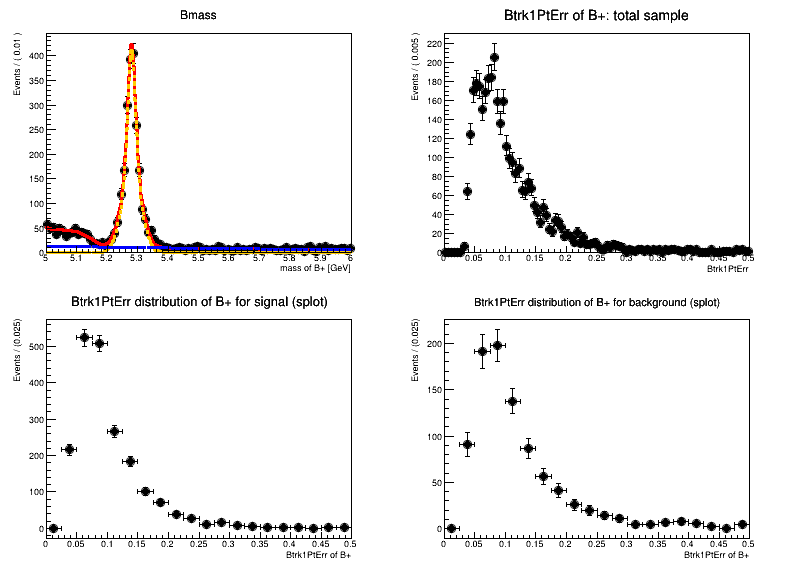 Bmass
Events / ( 0.01 )
400
350
300
250
200
150
100
50
0
5 5.1 5.2 5.3 5.4 5.5 5.6 5.7 5.8 5.9 6
mass of B+ [GeV]
Btrk1PtErr of B+: total sample
Events / ( 0.005 )
220
200
180
160
140
120
100
80
60
40
20
0
0 0.05 0.1 0.15 0.2 0.25 0.3 0.35 0.4 0.45 0.5
Btrk1PtErr
Btrk1PtErr distribution of B+ for signal (splot)
Events / (0.025)
500
400
300
200
100
0
0 0.05 0.1 0.15 0.2 0.25 0.3 0.35 0.4 0.45 0.5
Btrk1PtErr of B+
Btrk1PtErr distribution of B+ for background (splot)
Events / (0.025)
200
150
100
50
0
0 0.05 0.1 0.15 0.2 0.25 0.3 0.35 0.4 0.45 0.5
Btrk1PtErr of B+